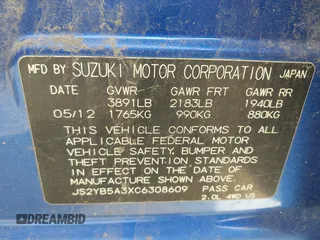 MFD BY SUZUKI MOTOR CORPORATION JAPAN
GVWR GAWR FRT GAWR RR
3891LB 2183LB 1940LB
05/12 1765KG 990KG 880KG
THIS VEHICLE CONFORMS TO ALL
APPLICABLE FEDERAL MOTOR
VEHICLE SAFETY, BUMPER AND
THEFT PREVENTION STANDARDS
IN EFFECT ON THE DATE OF
MANUFACTURE SHOWN ABOVE.
JS2YB5A3XC6308609 PASS CAR
2.0L 4WD US
DREAMBID